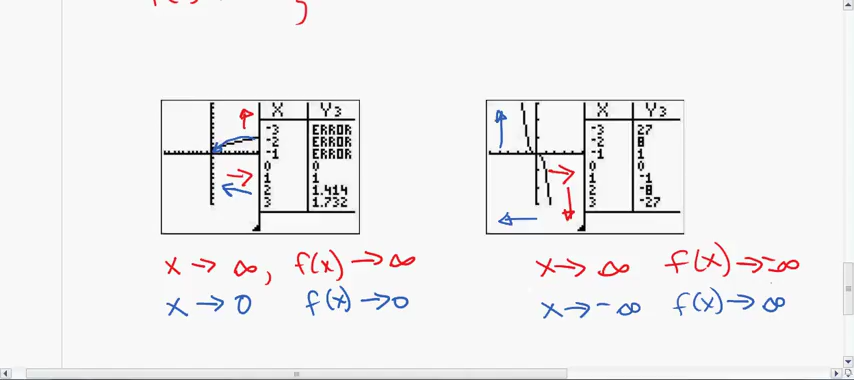 X Y₃
-3 ERROR
-2 ERROR
-1 ERROR
0 0
1 1
2 1.414
3 1.732
x → ∞, f(x) → ∞
x → 0 f(x) → 0
X Y₃
-3 27
-2 8
-1 1
0 0
1 -1
2 -8
3 -27
x → ∞ f(x) → -∞
x → -∞ f(x) → ∞